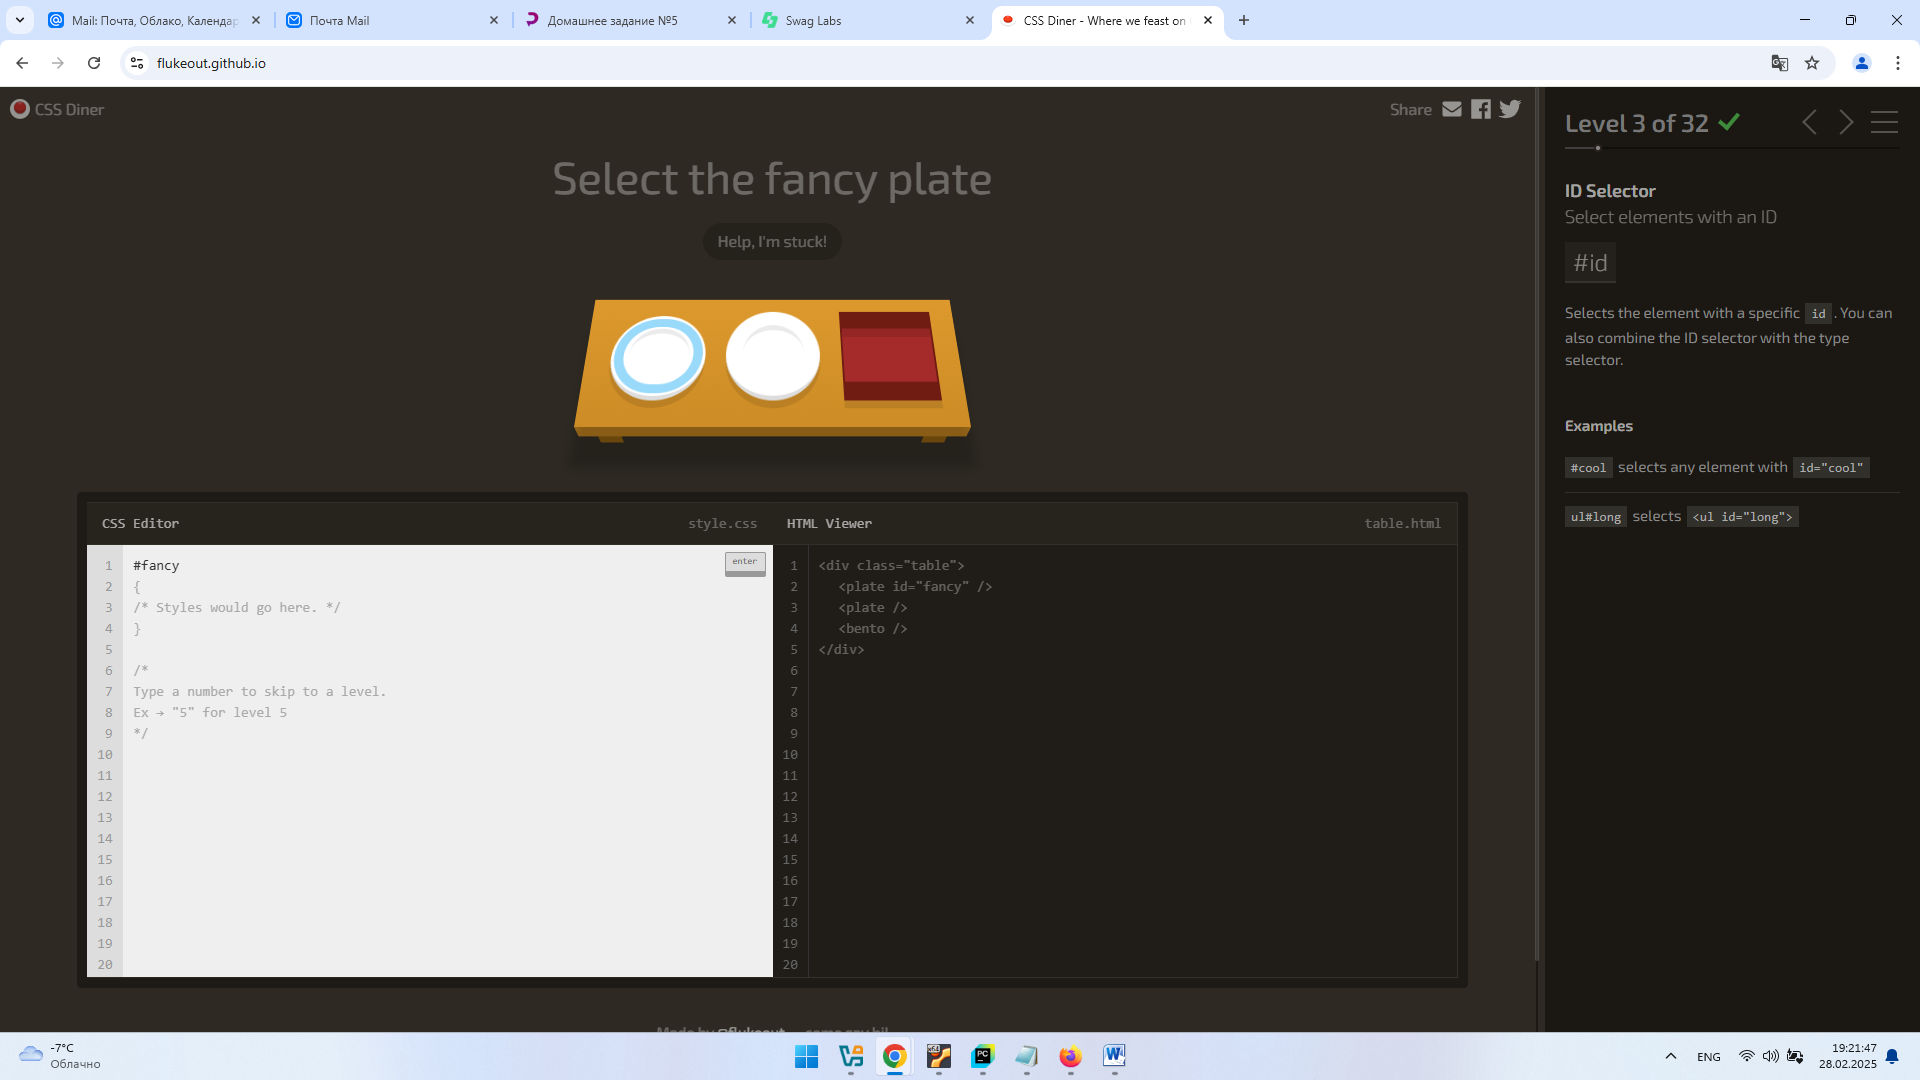 Mail: Почта, Облако, Календар
Почта Mail
Домашнее задание №5
Swag Labs
CSS Diner - Where we feast on
flukeout.github.io
CSS Diner
Share
Select the fancy plate
Help, I'm stuck!
CSS Editor
style.css
HTML Viewer
table.html
enter
1 #fancy
2 {
3 /* Styles would go here. */
4 }
5
6 /*
7 Type a number to skip to a level.
8 Ex → "5" for level 5
9 */
10
11
12
13
14
15
16
17
18
19
20
1 <div class="table">
2 <plate id="fancy" />
3 <plate />
4 <bento />
5 </div>
6
7
8
9
10
11
12
13
14
15
16
17
18
19
20
Level 3 of 32
ID Selector
Select elements with an ID
#id
Selects the element with a specific id . You can
also combine the ID selector with the type
selector.
Examples
#cool selects any element with id="cool"
ul#long selects <ul id="long">
-7°C
Облачно
x64
PC
ENG
19:21:47
28.02.2025